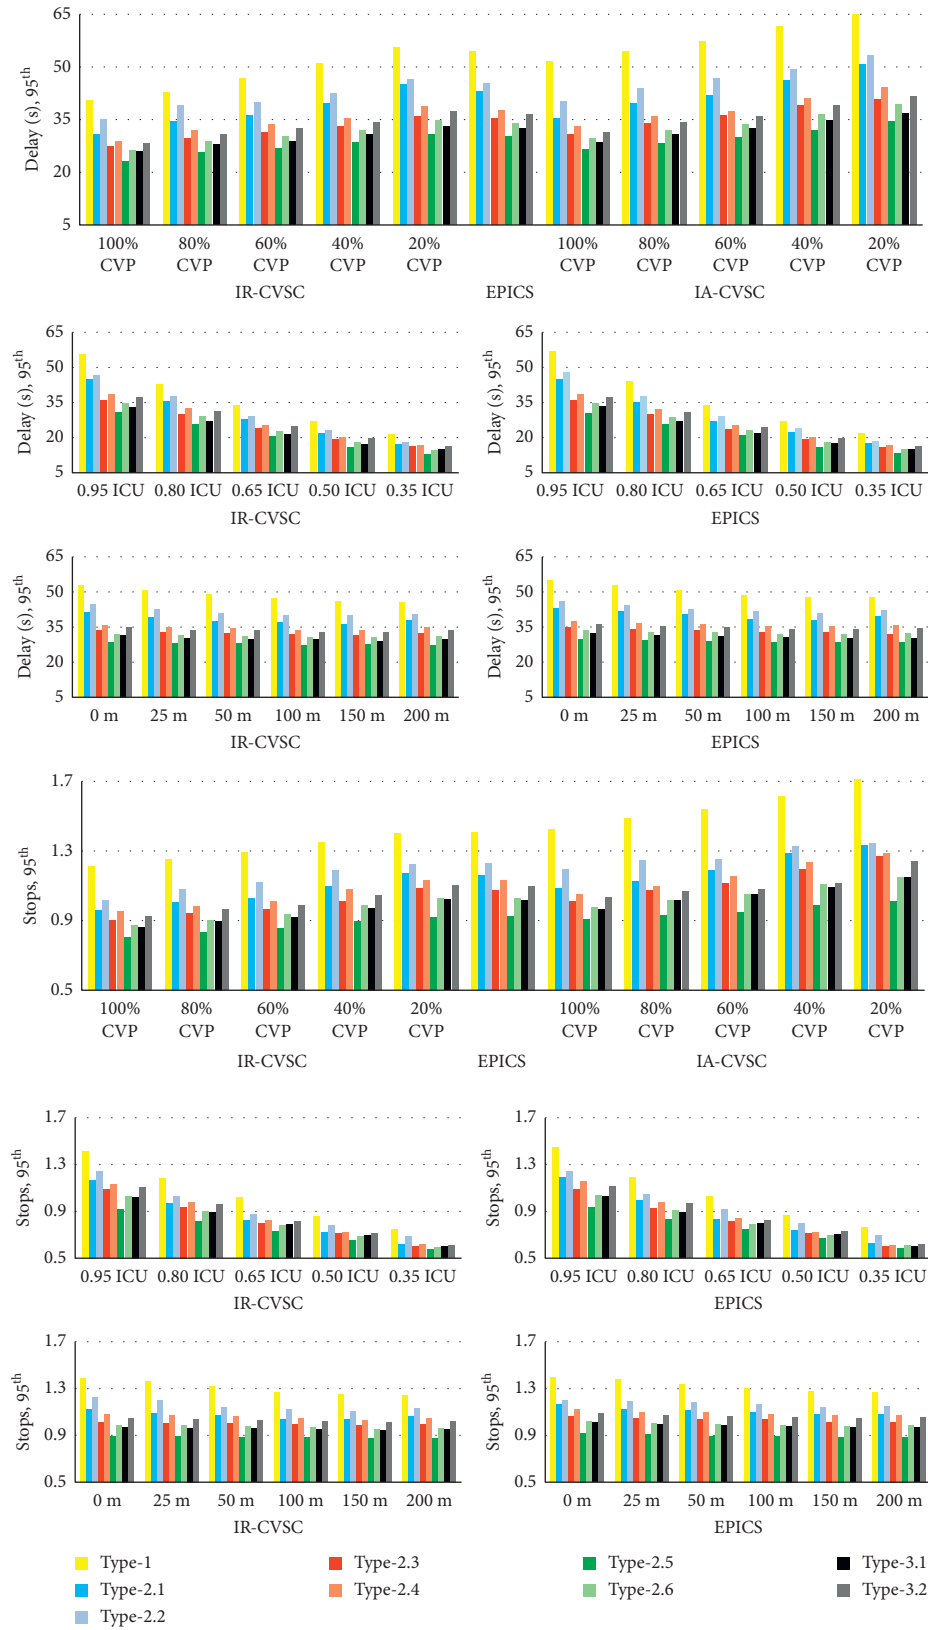 65
50
35
20
5
Delay (s), 95th
100% 80% 60% 40% 20% 100% 80% 60% 40% 20%
CVP CVP CVP CVP CVP CVP CVP CVP CVP CVP
IR-CVSC EPICS IA-CVSC
65
50
35
20
5
Delay (s), 95th
0.95 ICU 0.80 ICU 0.65 ICU 0.50 ICU 0.35 ICU
IR-CVSC
65
50
35
20
5
Delay (s), 95th
0.95 ICU 0.80 ICU 0.65 ICU 0.50 ICU 0.35 ICU
EPICS
65
50
35
20
5
Delay (s), 95th
0 m 25 m 50 m 100 m 150 m 200 m
IR-CVSC
65
50
35
20
5
Delay (s), 95th
0 m 25 m 50 m 100 m 150 m 200 m
EPICS
1.7
1.3
0.9
0.5
Stops, 95th
100% 80% 60% 40% 20% 100% 80% 60% 40% 20%
CVP CVP CVP CVP CVP CVP CVP CVP CVP CVP
IR-CVSC EPICS IA-CVSC
1.7
1.3
0.9
0.5
Stops, 95th
0.95 ICU 0.80 ICU 0.65 ICU 0.50 ICU 0.35 ICU
IR-CVSC
1.7
1.3
0.9
0.5
Stops, 95th
0.95 ICU 0.80 ICU 0.65 ICU 0.50 ICU 0.35 ICU
EPICS
1.7
1.3
0.9
0.5
Stops, 95th
0 m 25 m 50 m 100 m 150 m 200 m
IR-CVSC
1.7
1.3
0.9
0.5
Stops, 95th
0 m 25 m 50 m 100 m 150 m 200 m
EPICS
Type-1
Type-2.1
Type-2.2
Type-2.3
Type-2.4
Type-2.5
Type-2.6
Type-3.1
Type-3.2